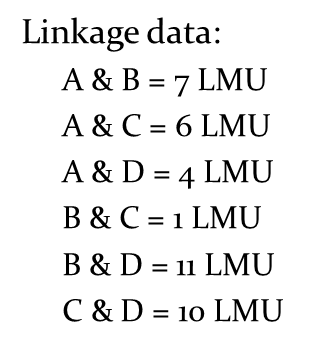 Linkage data:
A & B = 7 LMU
A & C = 6 LMU
A & D = 4 LMU
B & C = 1 LMU
B & D = 11 LMU
C & D = 10 LMU